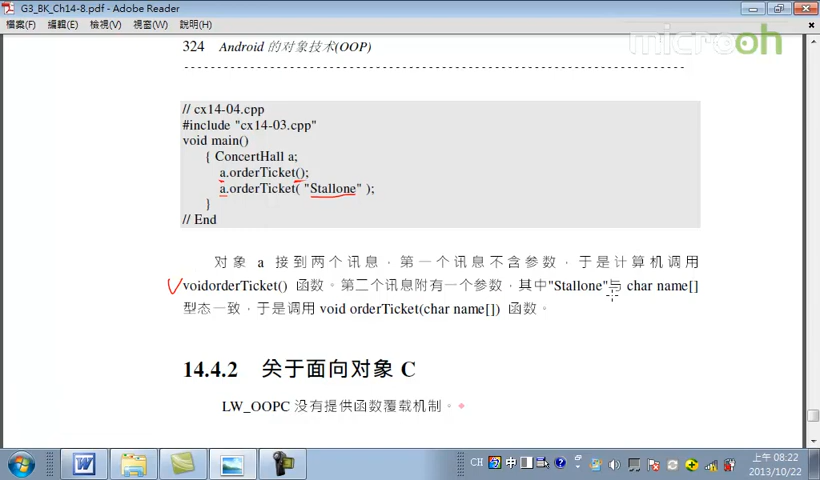 G3_BK_Ch14-8.pdf - Adobe Reader
檔案(F) 編輯(E) 檢視(V) 視窗(W) 說明(H)
microoh
324 Android 的对象技术(OOP)
// cx14-04.cpp
#include "cx14-03.cpp"
void main()
{ ConcertHall a;
a.orderTicket();
a.orderTicket( "Stallone" );
}
// End
对象 a 接到两个讯息，第一个讯息不含参数，于是计算机调用
voidorderTicket() 函数。第二个讯息附有一个参数，其中"Stallone"与 char name[]
型态一致，于是调用 void orderTicket(char name[]) 函数。
14.4.2 关于面向对象 C
LW_OOPC 没有提供函数覆载机制。
CH 中 上午 08:22
2013/10/22